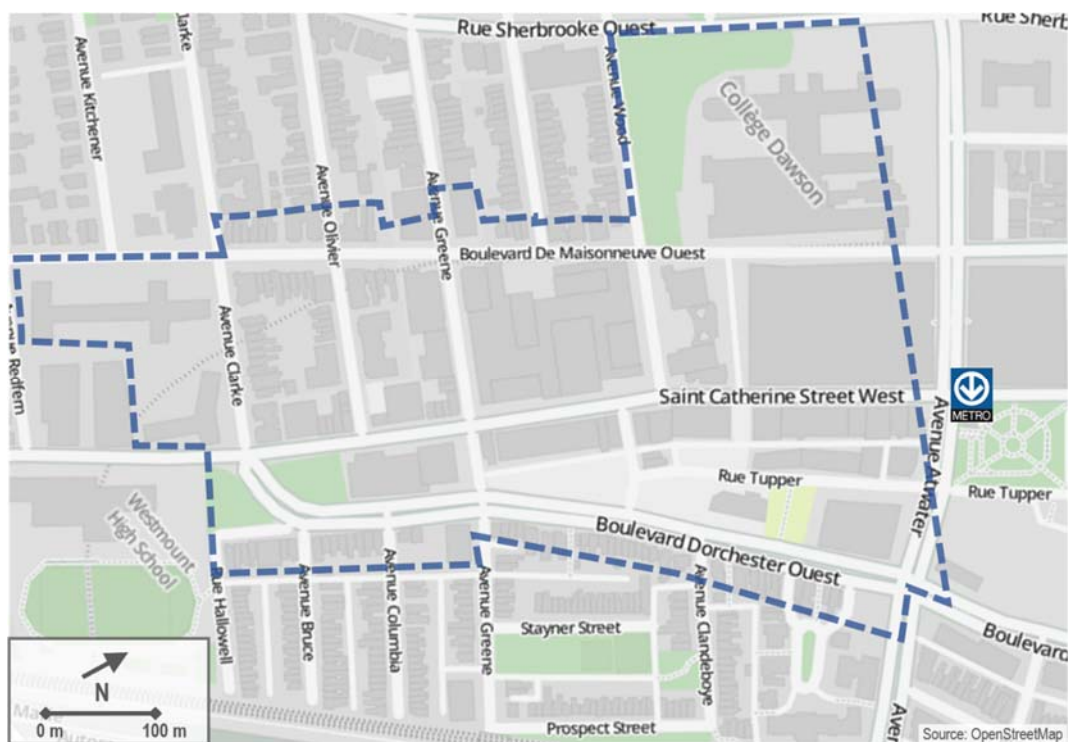 Rue Sherbrooke Ouest
Rue Sherb
Clarke
Avenue Kitchener
Avenue Wood
Collège Dawson
Avenue Olivier
Avenue Greene
Boulevard De Maisonneuve Ouest
Avenue Redfern
Avenue Clarke
Saint Catherine Street West
METRO
Avenue Atwater
Rue Tupper
Rue Tupper
Westmount
High School
Boulevard Dorchester Ouest
Rue Hallowell
Avenue Bruce
Avenue Columbia
Avenue Greene
Avenue Clandeboye
Stayner Street
Boulevard
Prospect Street
Aven
N
0 m
100 m
Source: OpenStreetMap